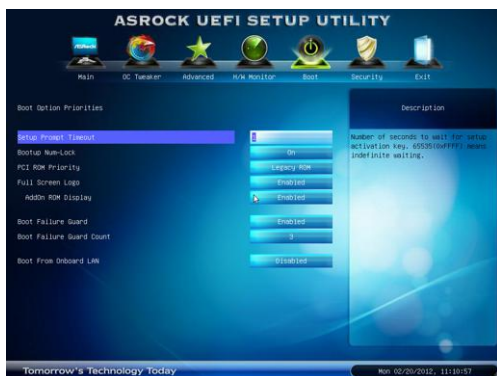 ASROCK UEFI SETUP UTILITY
ASRock
Main OC Tweaker Advanced H/W Monitor Boot Security Exit
Boot Option Priorities
Description
Setup Prompt Timeout
Number of seconds to wait for setup
activation key. 65535(0xFFFF) means
indefinite waiting.
Bootup Num-Lock On
PCI ROM Priority Legacy ROM
Full Screen Logo Enabled
AddOn ROM Display Enabled
Boot Failure Guard Enabled
Boot Failure Guard Count 3
Boot From Onboard LAN Disabled
Tomorrow's Technology Today
Mon 02/20/2012, 11:10:57